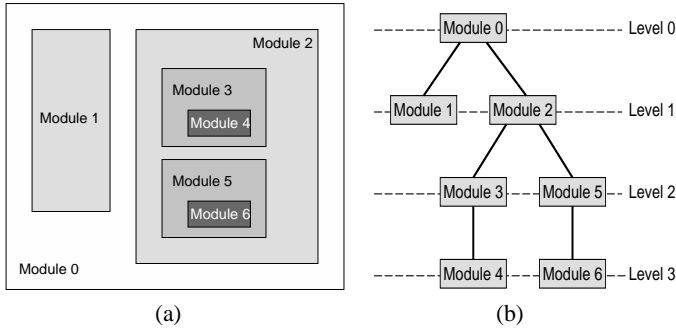 Module 2
Module 3
Module 1
Module 4
Module 5
Module 6
Module 0
(a)
Module 0
Level 0
Module 1
Module 2
Level 1
Module 3
Module 5
Level 2
Module 4
Module 6
Level 3
(b)